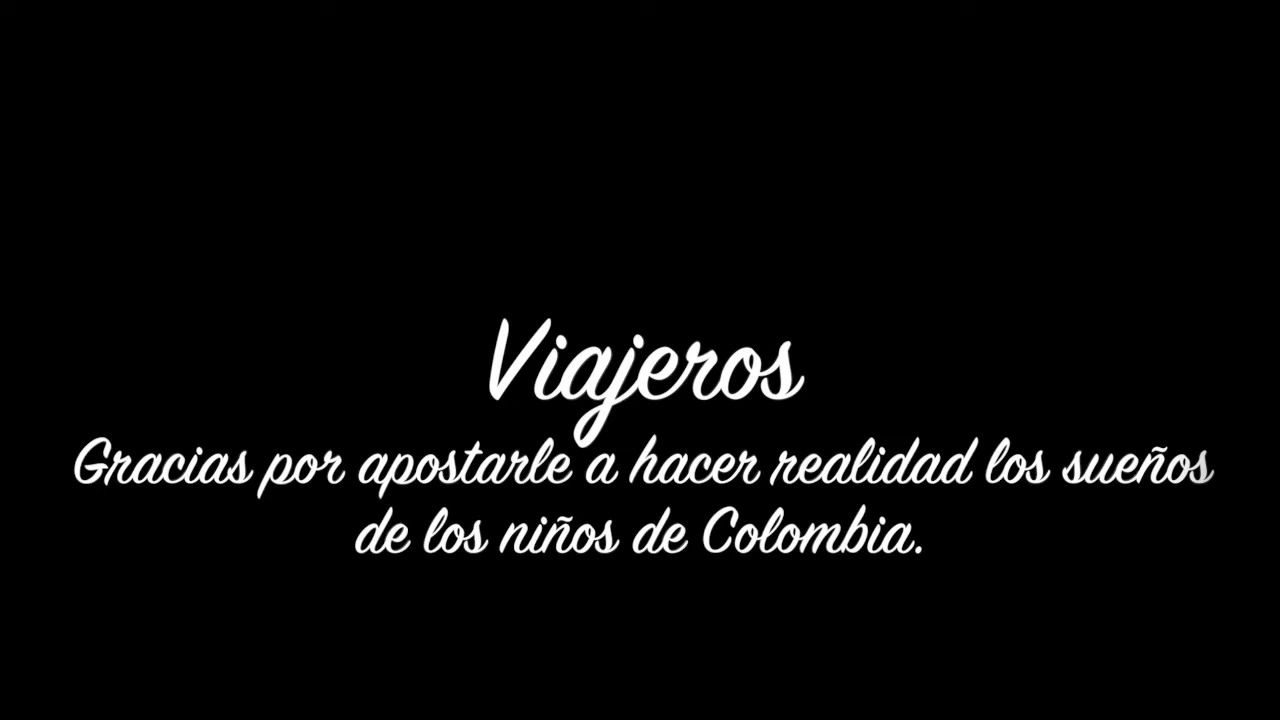 Viajeros
Gracias por apostarle a hacer realidad los sueños
de los niños de Colombia.